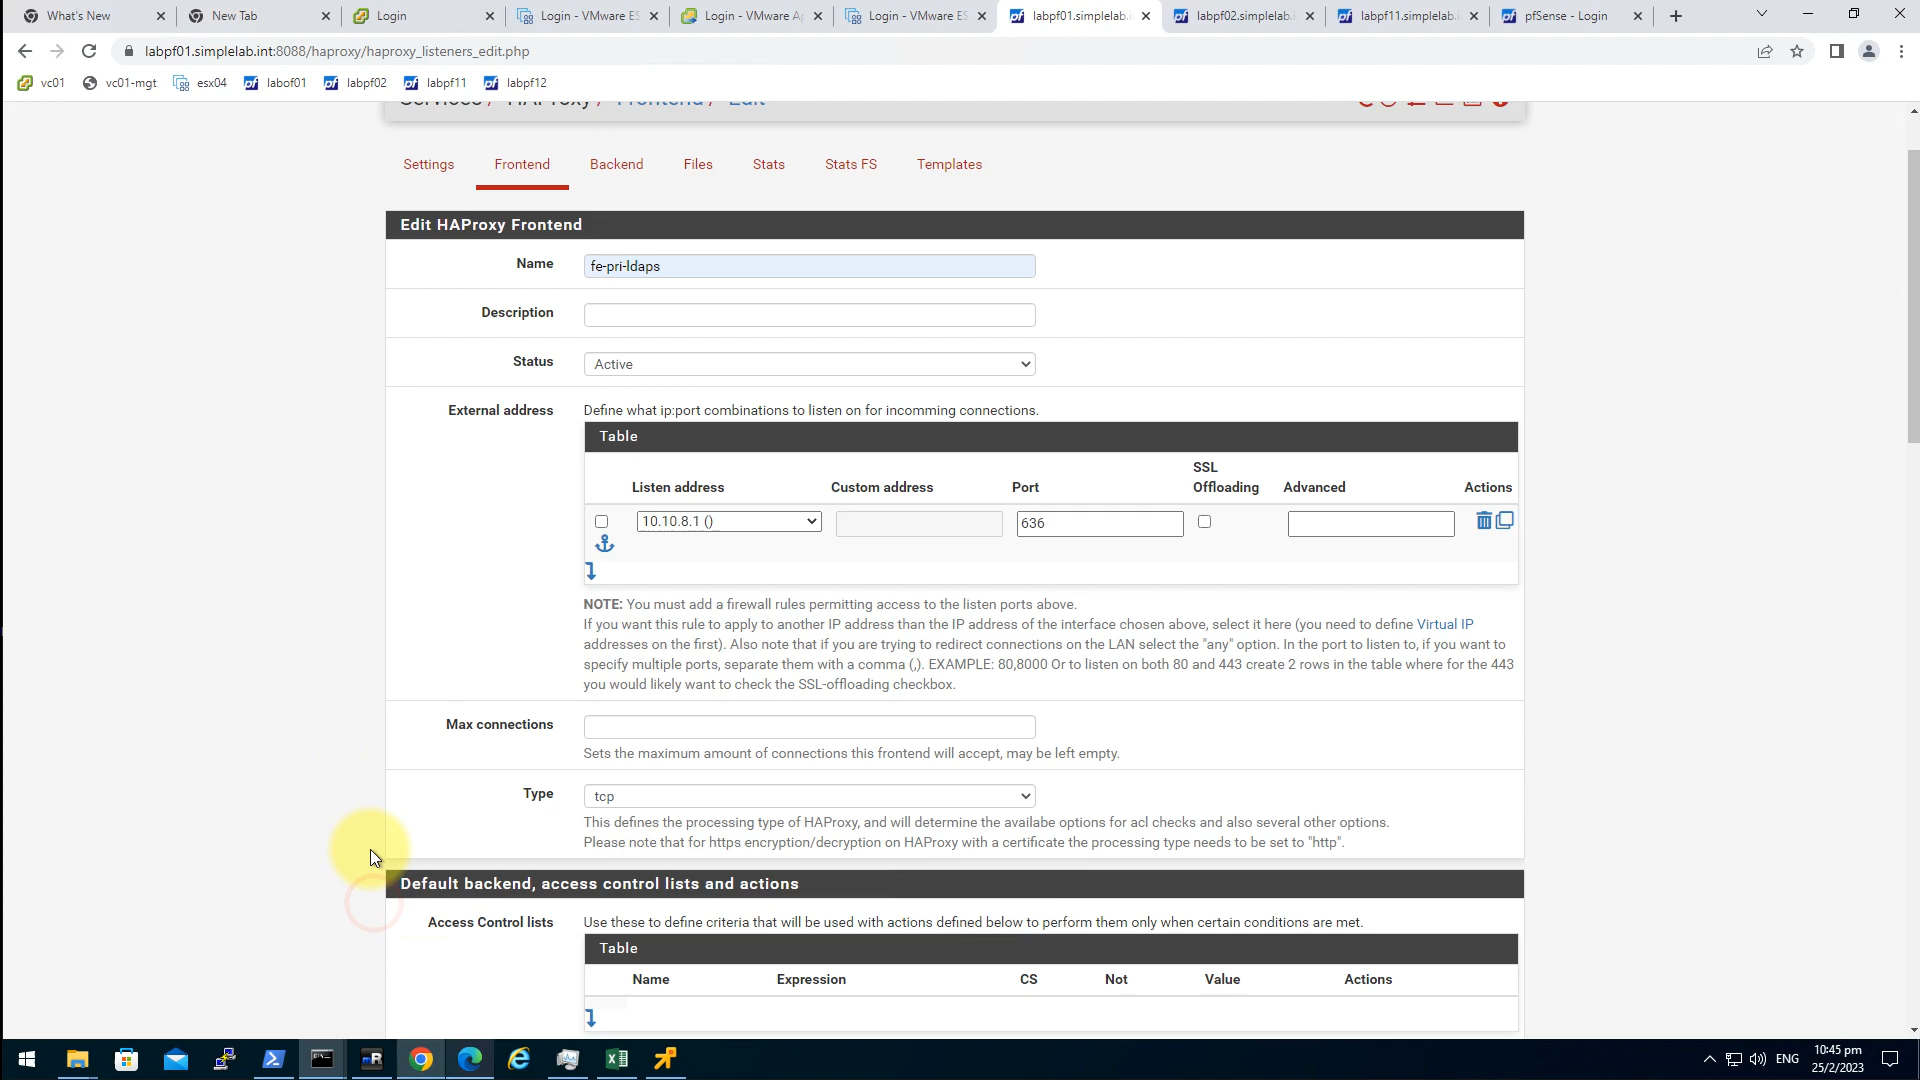 What's New
New Tab
Login
Login - VMware ES
Login - VMware Ap
Login - VMware ES
labpf01.simplelab.i
labpf02.simplelab.i
labpf11.simplelab.i
pfSense - Login
labpf01.simplelab.int:8088/haproxy/haproxy_listeners_edit.php
vc01
vc01-mgt
esx04
labof01
labpf02
labpf11
labpf12
Services / HAProxy / Frontend / Edit
Settings
Frontend
Backend
Files
Stats
Stats FS
Templates
Edit HAProxy Frontend
Name
fe-pri-ldaps
Description
Status
Active
External address
Define what ip:port combinations to listen on for incomming connections.
Table
Listen address
Custom address
Port
SSL
Offloading
Advanced
Actions
10.10.8.1 ()
636
NOTE: You must add a firewall rules permitting access to the listen ports above.
If you want this rule to apply to another IP address than the IP address of the interface chosen above, select it here (you need to define Virtual IP
addresses on the first). Also note that if you are trying to redirect connections on the LAN select the "any" option. In the port to listen to, if you want to
specify multiple ports, separate them with a comma (,). EXAMPLE: 80,8000 Or to listen on both 80 and 443 create 2 rows in the table where for the 443
you would likely want to check the SSL-offloading checkbox.
Max connections
Sets the maximum amount of connections this frontend will accept, may be left empty.
Type
tcp
This defines the processing type of HAProxy, and will determine the availabe options for acl checks and also several other options.
Please note that for https encryption/decryption on HAProxy with a certificate the processing type needs to be set to "http".
Default backend, access control lists and actions
Access Control lists
Use these to define criteria that will be used with actions defined below to perform them only when certain conditions are met.
Table
Name
Expression
CS
Not
Value
Actions
ENG
10:45 pm
25/2/2023